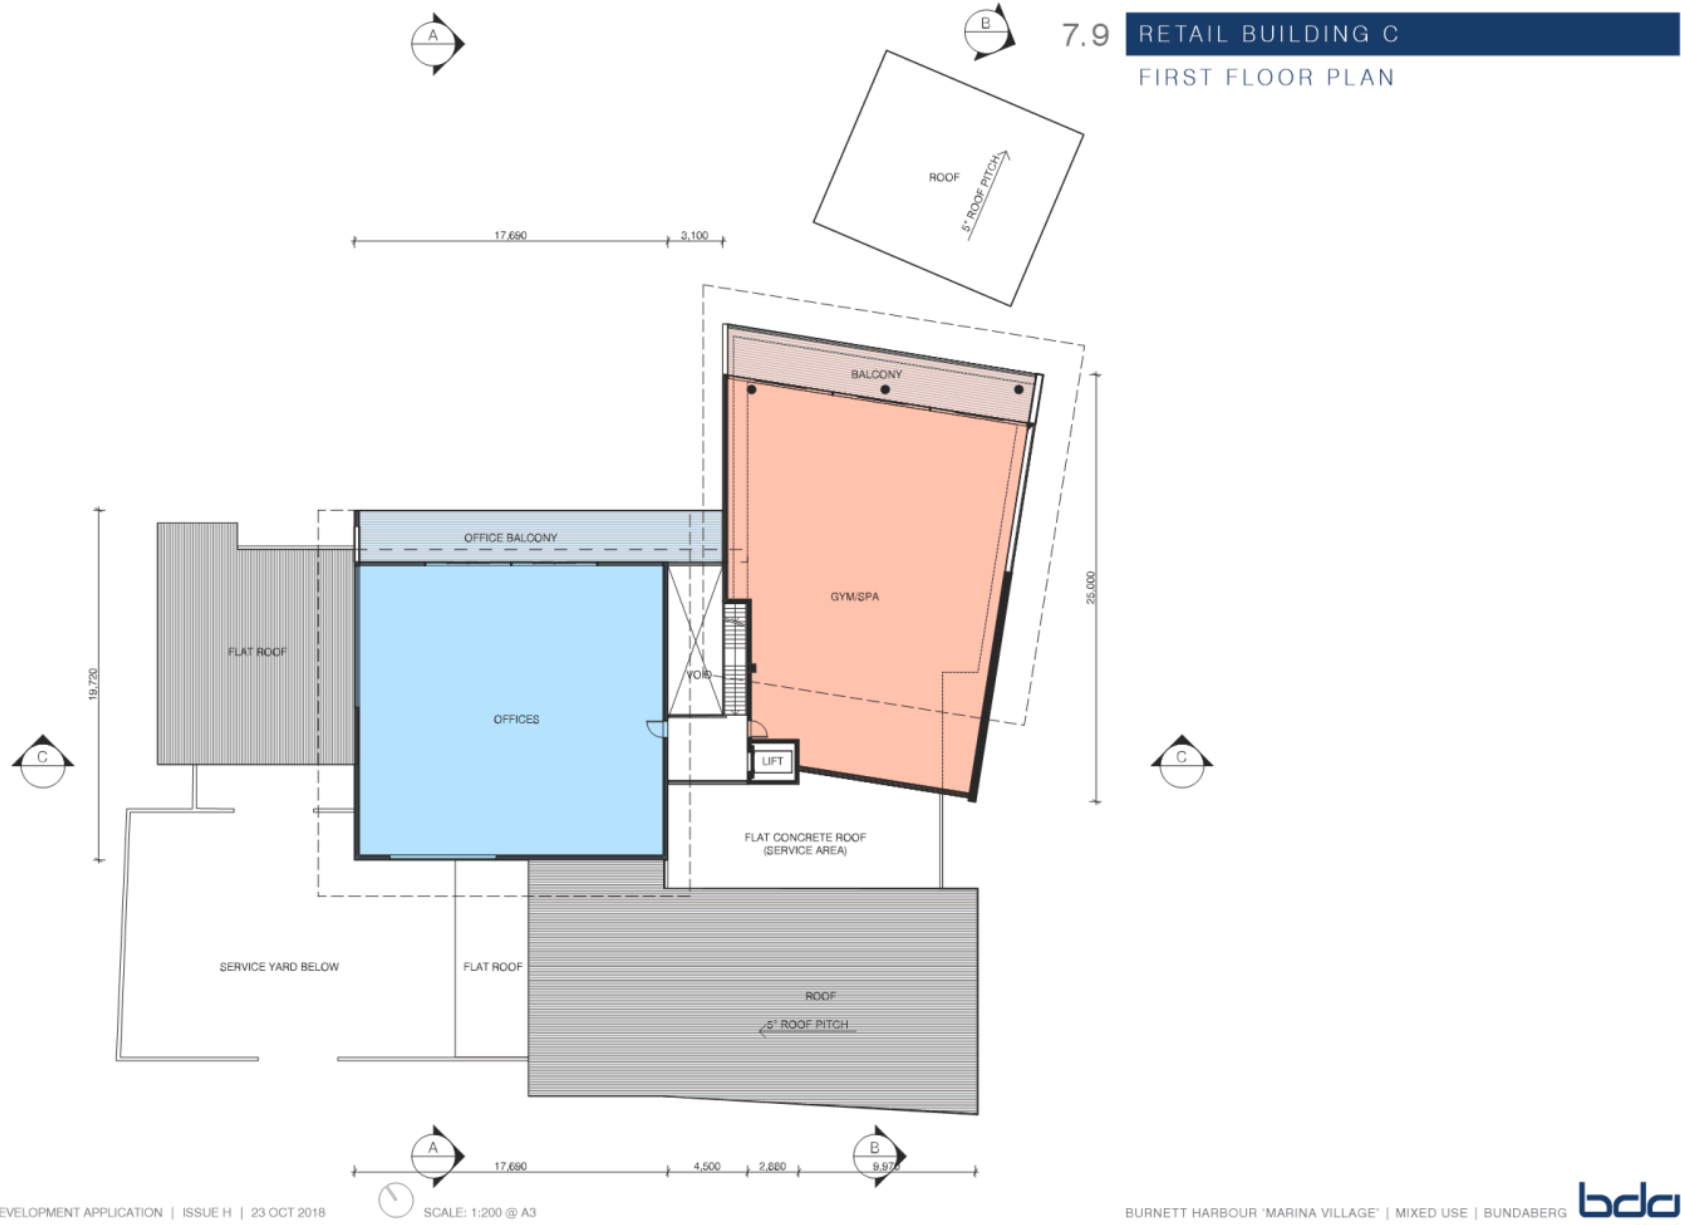 A
B
7.9 RETAIL BUILDING C
FIRST FLOOR PLAN
ROOF
5° ROOF PITCH
17,690
3,100
BALCONY
OFFICE BALCONY
GYM/SPA
25,000
FLAT ROOF
19,720
VOID
OFFICES
C
LIFT
C
FLAT CONCRETE ROOF
(SERVICE AREA)
SERVICE YARD BELOW
FLAT ROOF
ROOF
5° ROOF PITCH
A
B
17,690
4,500
2,880
9,970
EVELOPMENT APPLICATION | ISSUE H | 23 OCT 2018
SCALE: 1:200 @ A3
BURNETT HARBOUR 'MARINA VILLAGE' | MIXED USE | BUNDABERG
bda